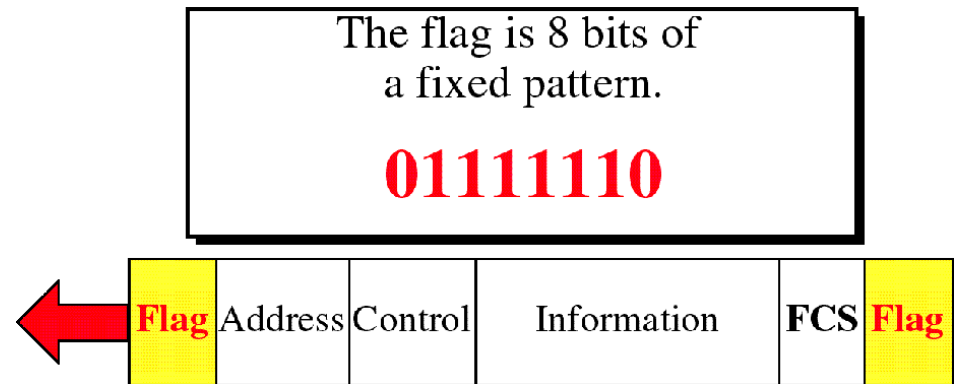 The flag is 8 bits of
a fixed pattern.
01111110
Flag Address Control Information FCS Flag